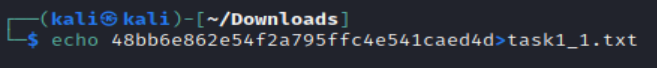 ┌──(kali㉿kali)-[~/Downloads]
└─$ echo 48bb6e862e54f2a795ffc4e541caed4d>task1_1.txt